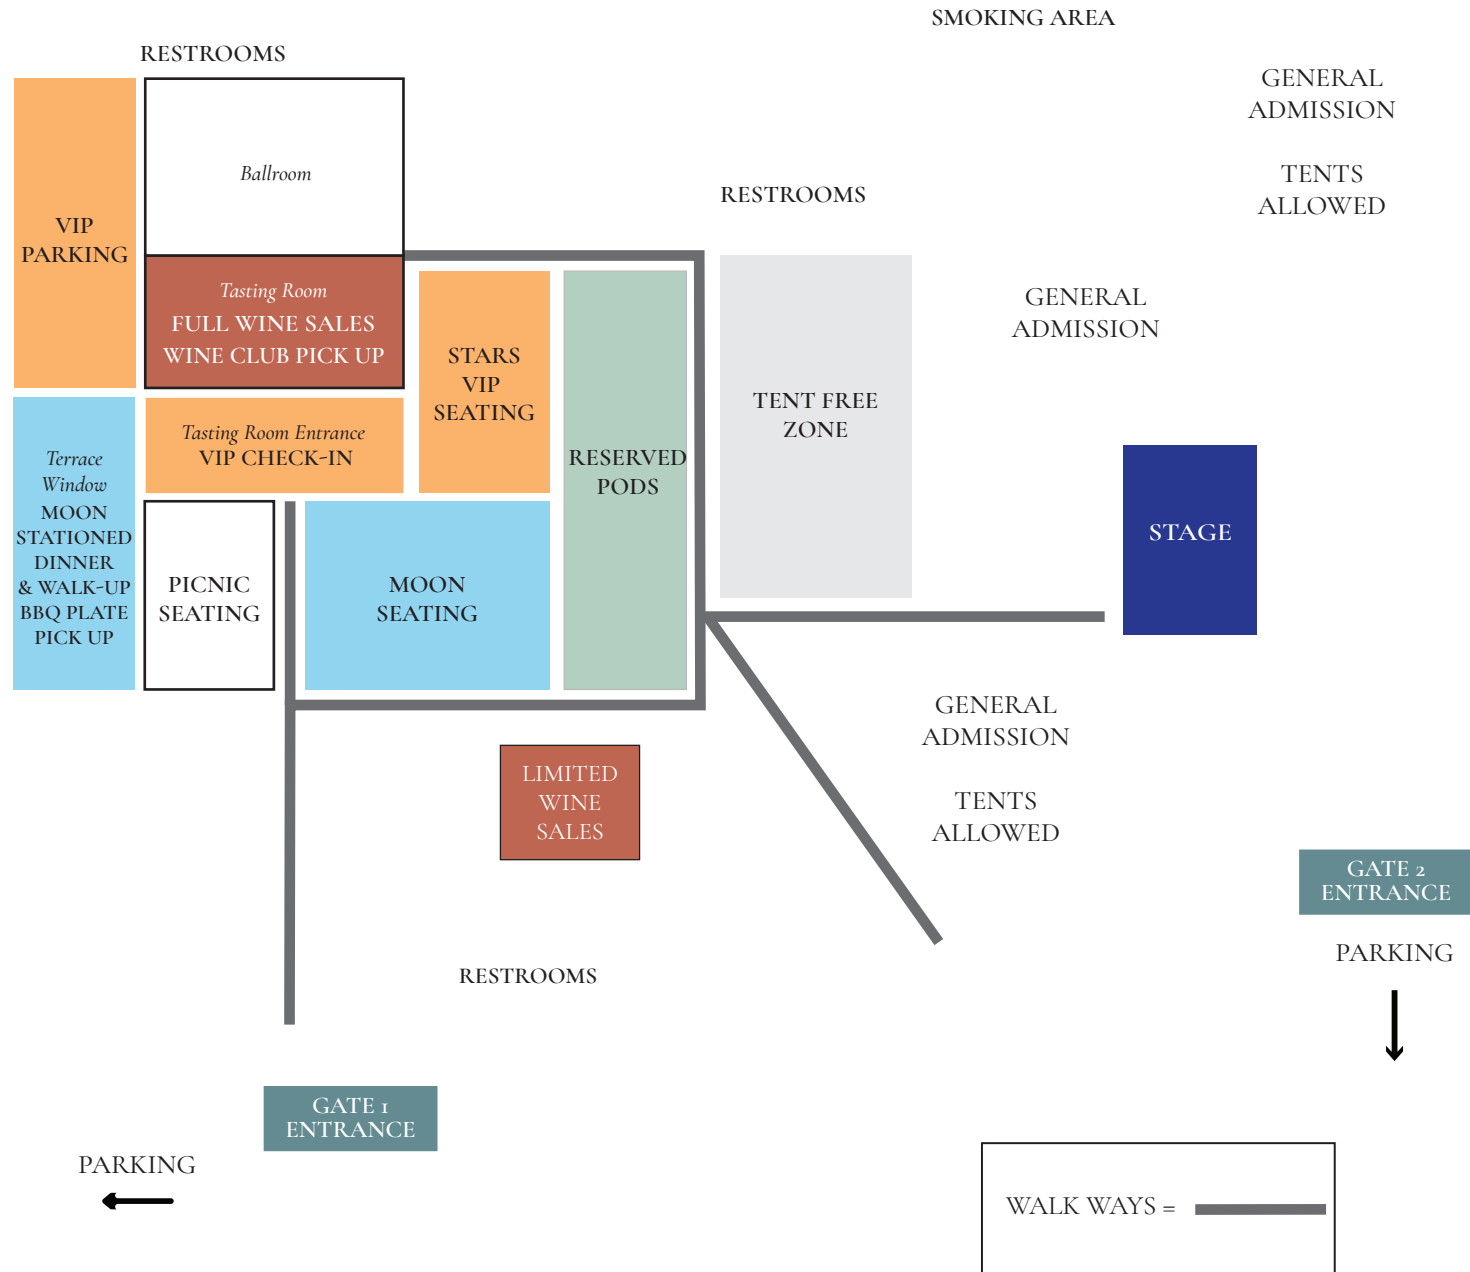 SMOKING AREA
RESTROOMS
GENERAL
ADMISSION
TENTS
ALLOWED
Ballroom
RESTROOMS
VIP
PARKING
Tasting Room
FULL WINE SALES
WINE CLUB PICK UP
STARS
VIP
SEATING
GENERAL
ADMISSION
TENT FREE
ZONE
Tasting Room Entrance
VIP CHECK-IN
RESERVED
PODS
Terrace
Window
MOON
STATIONED
DINNER
& WALK-UP
BBQ PLATE
PICK UP
PICNIC
SEATING
MOON
SEATING
STAGE
GENERAL
ADMISSION
TENTS
ALLOWED
LIMITED
WINE
SALES
GATE 2
ENTRANCE
PARKING
RESTROOMS
GATE 1
ENTRANCE
PARKING
WALK WAYS =